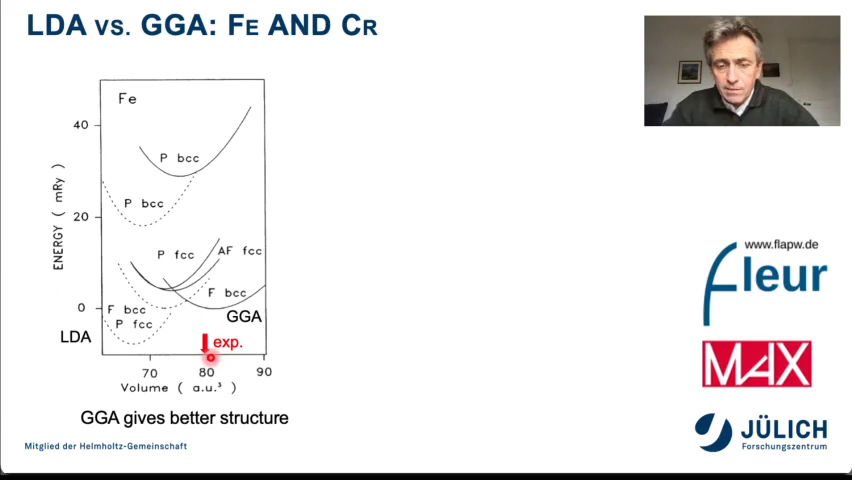 LDA VS. GGA: FE AND CR
Fe
40
P bcc
P bcc
20
ENERGY ( mRy )
P fcc
AF fcc
F bcc
0
F bcc
GGA
P fcc
LDA
exp.
70
80
90
Volume ( a.u.³ )
GGA gives better structure
Mitglied der Helmholtz-Gemeinschaft
www.flapw.de
fleur
MAX
JÜLICH
Forschungszentrum